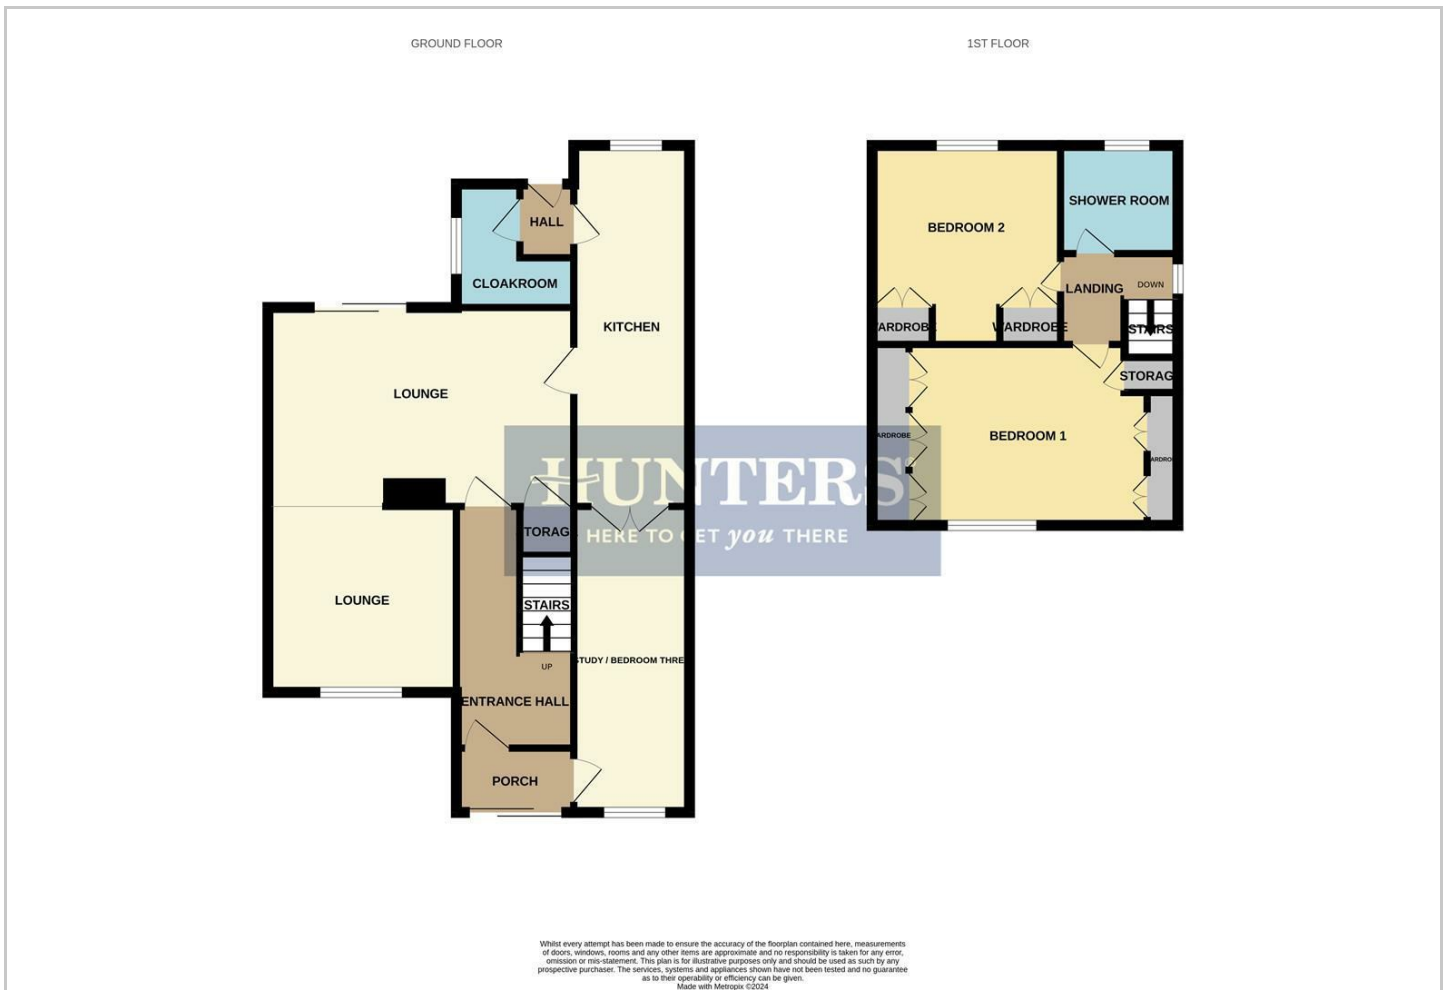 GROUND FLOOR
1ST FLOOR
HALL
CLOAKROOM
KITCHEN
LOUNGE
TORAG
LOUNGE
STAIRS
UP
STUDY / BEDROOM THRE
ENTRANCE HALL
PORCH
BEDROOM 2
SHOWER ROOM
LANDING
DOWN
ARDROBE
WARDROBE
STAIRS
STORAG
ARDROBE
BEDROOM 1
ARDRO
HUNTERS
HERE TO GET you THERE
Whilst every attempt has been made to ensure the accuracy of the floorplan contained here, measurements
of doors, windows, rooms and any other items are approximate and no responsibility is taken for any error,
omission or mis-statement. This plan is for illustrative purposes only and should be used as such by any
prospective purchaser. The services, systems and appliances shown have not been tested and no guarantee
as to their operability or efficiency can be given.
Made with Metropix ©2024